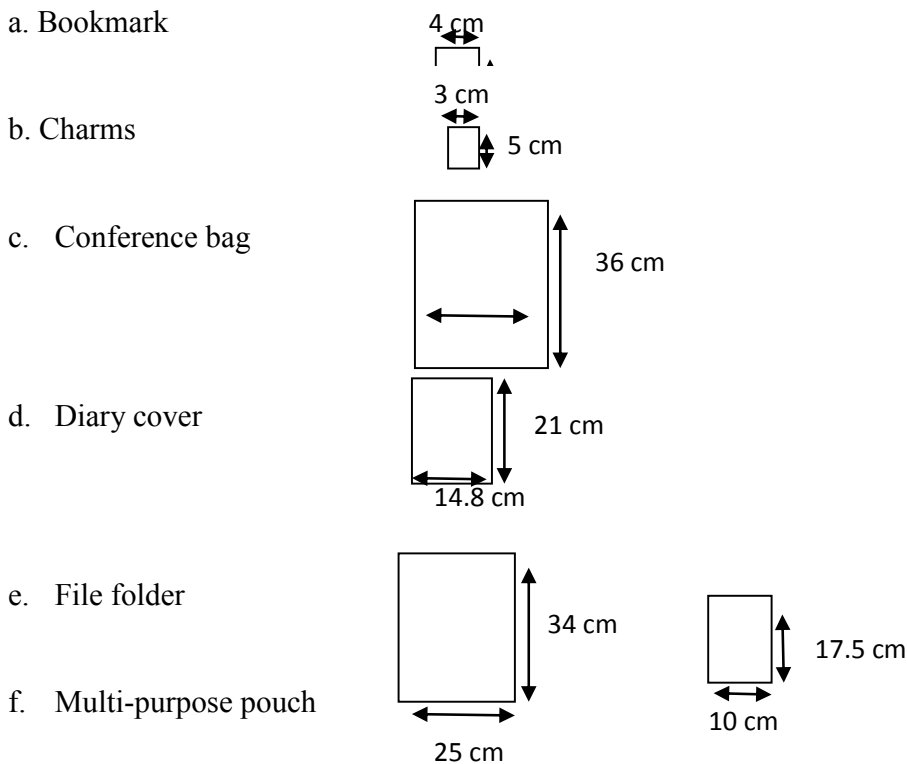 a. Bookmark
4 cm
3 cm
b. Charms
5 cm
c. Conference bag
36 cm
d. Diary cover
21 cm
14.8 cm
e. File folder
34 cm
17.5 cm
f. Multi-purpose pouch
10 cm
25 cm